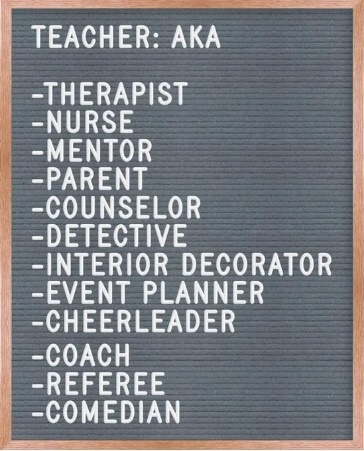 TEACHER: AKA
-THERAPIST
-NURSE
-MENTOR
-PARENT
-COUNSELOR
-DETECTIVE
-INTERIOR DECORATOR
-EVENT PLANNER
-CHEERLEADER
-COACH
-REFEREE
-COMEDIAN